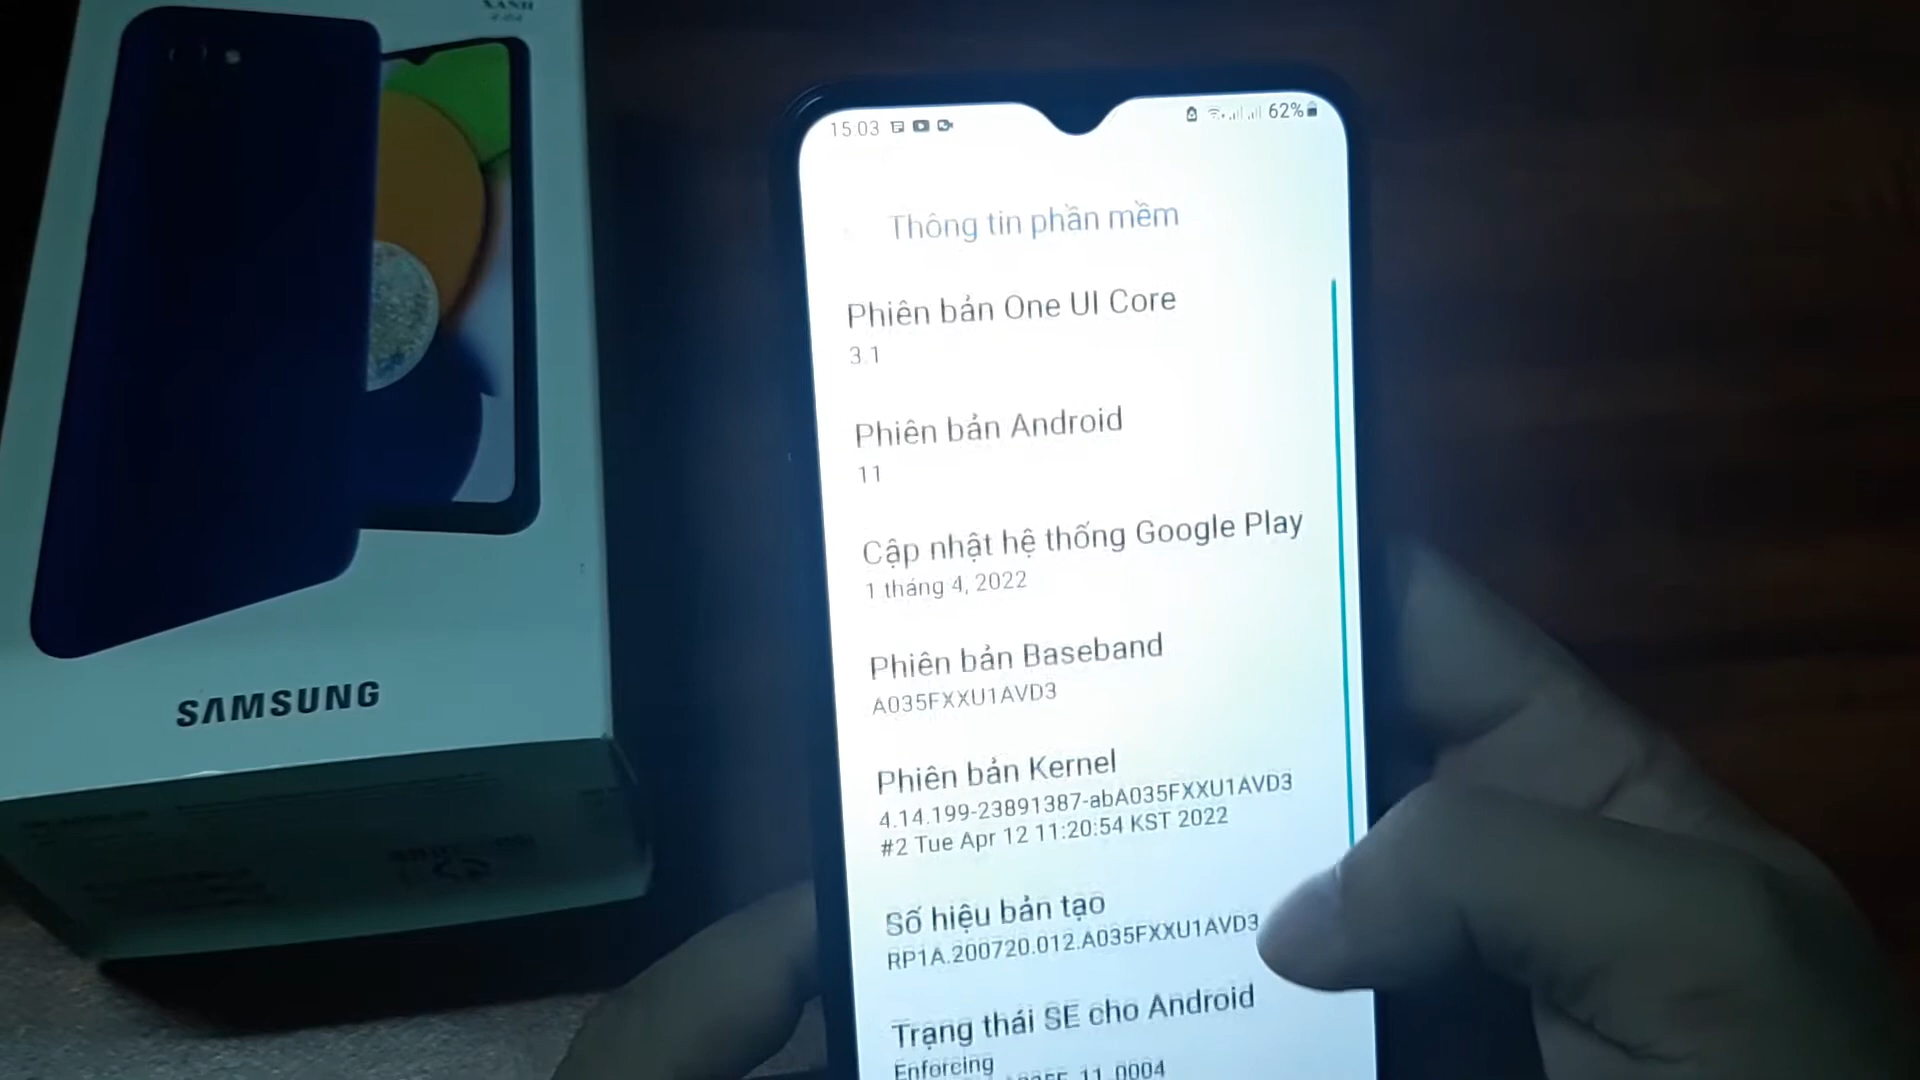 XANH
SAMSUNG
15.03
62%
Thông tin phần mềm
Phiên bản One UI Core
3.1
Phiên bản Android
11
Cập nhật hệ thống Google Play
1 tháng 4, 2022
Phiên bản Baseband
A035FXXU1AVD3
Phiên bản Kernel
4.14.199-23891387-abA035FXXU1AVD3
#2 Tue Apr 12 11:20:54 KST 2022
Số hiệu bản tạo
RP1A.200720.012.A035FXXU1AVD3
Trạng thái SE cho Android
Enforcing
11 0004